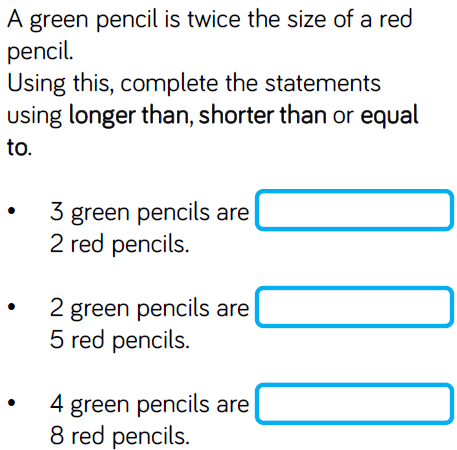 A green pencil is twice the size of a red
pencil.
Using this, complete the statements
using longer than, shorter than or equal
to.
• 3 green pencils are
2 red pencils.
• 2 green pencils are
5 red pencils.
• 4 green pencils are
8 red pencils.